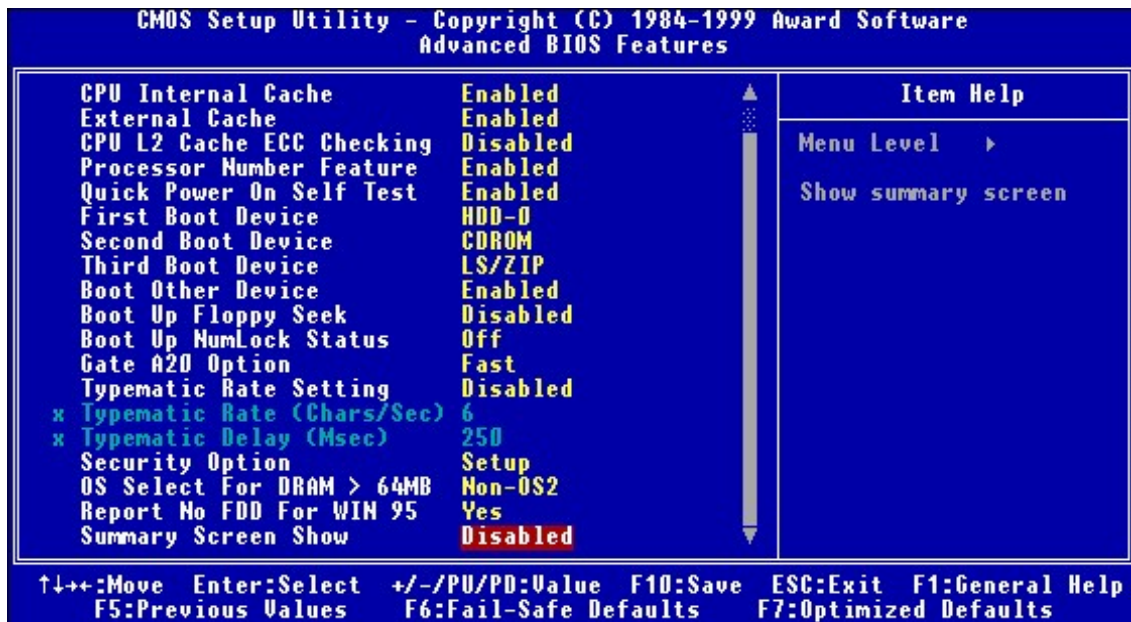 CMOS Setup Utility - Copyright (C) 1984-1999 Award Software
Advanced BIOS Features
CPU Internal Cache Enabled
External Cache Enabled
CPU L2 Cache ECC Checking Disabled
Processor Number Feature Enabled
Quick Power On Self Test Enabled
First Boot Device HDD-0
Second Boot Device CDROM
Third Boot Device LS/ZIP
Boot Other Device Enabled
Boot Up Floppy Seek Disabled
Boot Up NumLock Status Off
Gate A20 Option Fast
Typematic Rate Setting Disabled
x Typematic Rate (Chars/Sec) 6
x Typematic Delay (Msec) 250
Security Option Setup
OS Select For DRAM > 64MB Non-OS2
Report No FDD For WIN 95 Yes
Summary Screen Show Disabled
Item Help
Menu Level ▸
Show summary screen
↑↓→←:Move Enter:Select +/-/PU/PD:Value F10:Save ESC:Exit F1:General Help
F5:Previous Values F6:Fail-Safe Defaults F7:Optimized Defaults